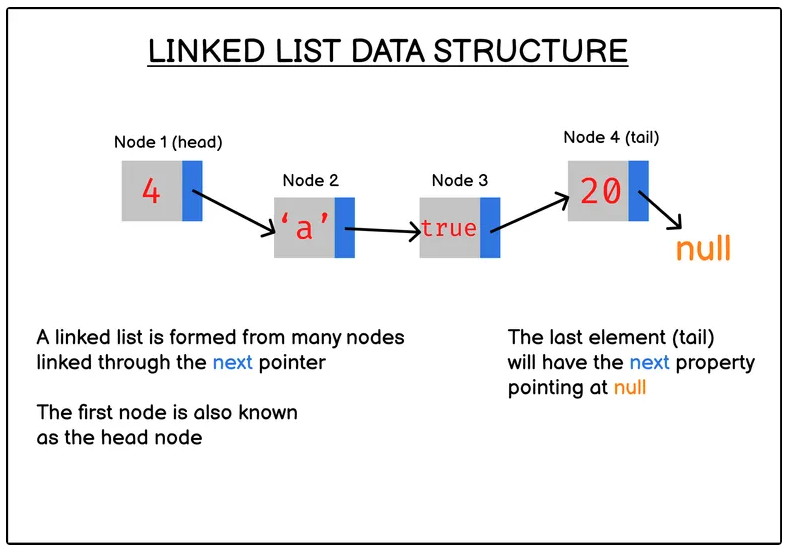 LINKED LIST DATA STRUCTURE
Node 1 (head)
Node 2
Node 3
Node 4 (tail)
4
‘a’
true
20
null
A linked list is formed from many nodes
linked through the next pointer
The first node is also known
as the head node
The last element (tail)
will have the next property
pointing at null